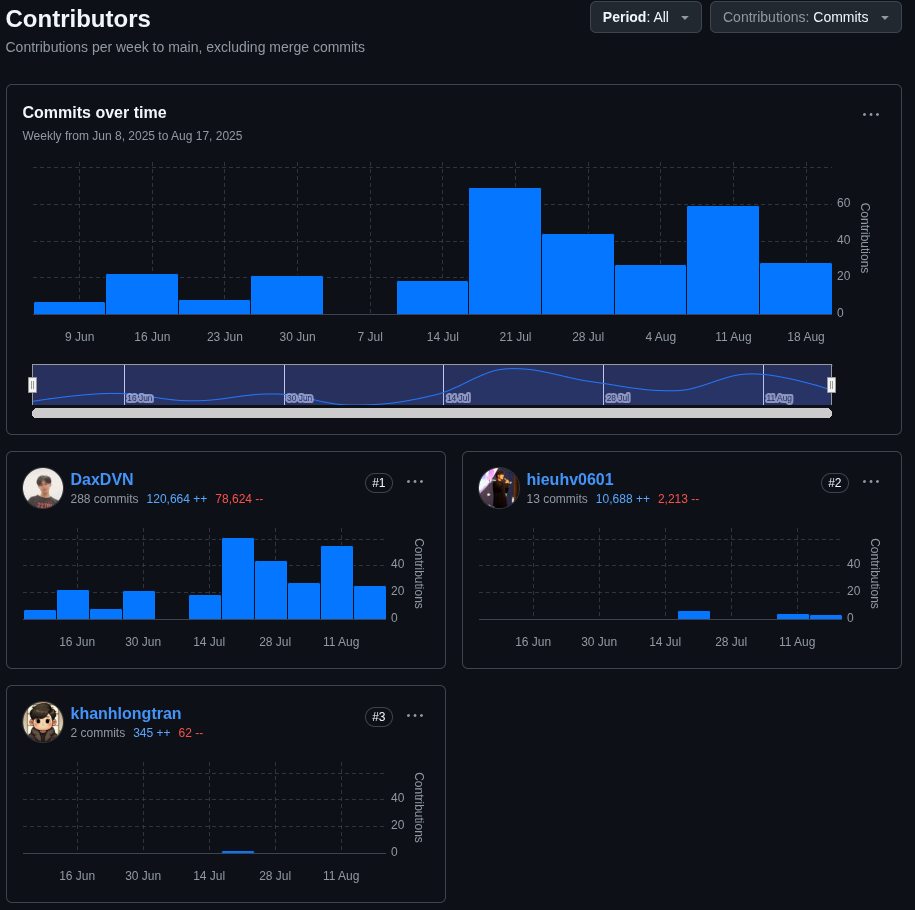 Contributors
Period: All
Contributions: Commits
Contributions per week to main, excluding merge commits
Commits over time
Weekly from Jun 8, 2025 to Aug 17, 2025
60
40
20
0
Contributions
9 Jun 16 Jun 23 Jun 30 Jun 7 Jul 14 Jul 21 Jul 28 Jul 4 Aug 11 Aug 18 Aug
16 Jun 30 Jun 14 Jul 28 Jul 11 Aug
DaxDVN
#1
288 commits 120,664 ++ 78,624 --
40
20
0
Contributions
16 Jun 30 Jun 14 Jul 28 Jul 11 Aug
hieuhv0601
#2
13 commits 10,688 ++ 2,213 --
40
20
0
Contributions
16 Jun 30 Jun 14 Jul 28 Jul 11 Aug
khanhlongtran
#3
2 commits 345 ++ 62 --
40
20
0
Contributions
16 Jun 30 Jun 14 Jul 28 Jul 11 Aug